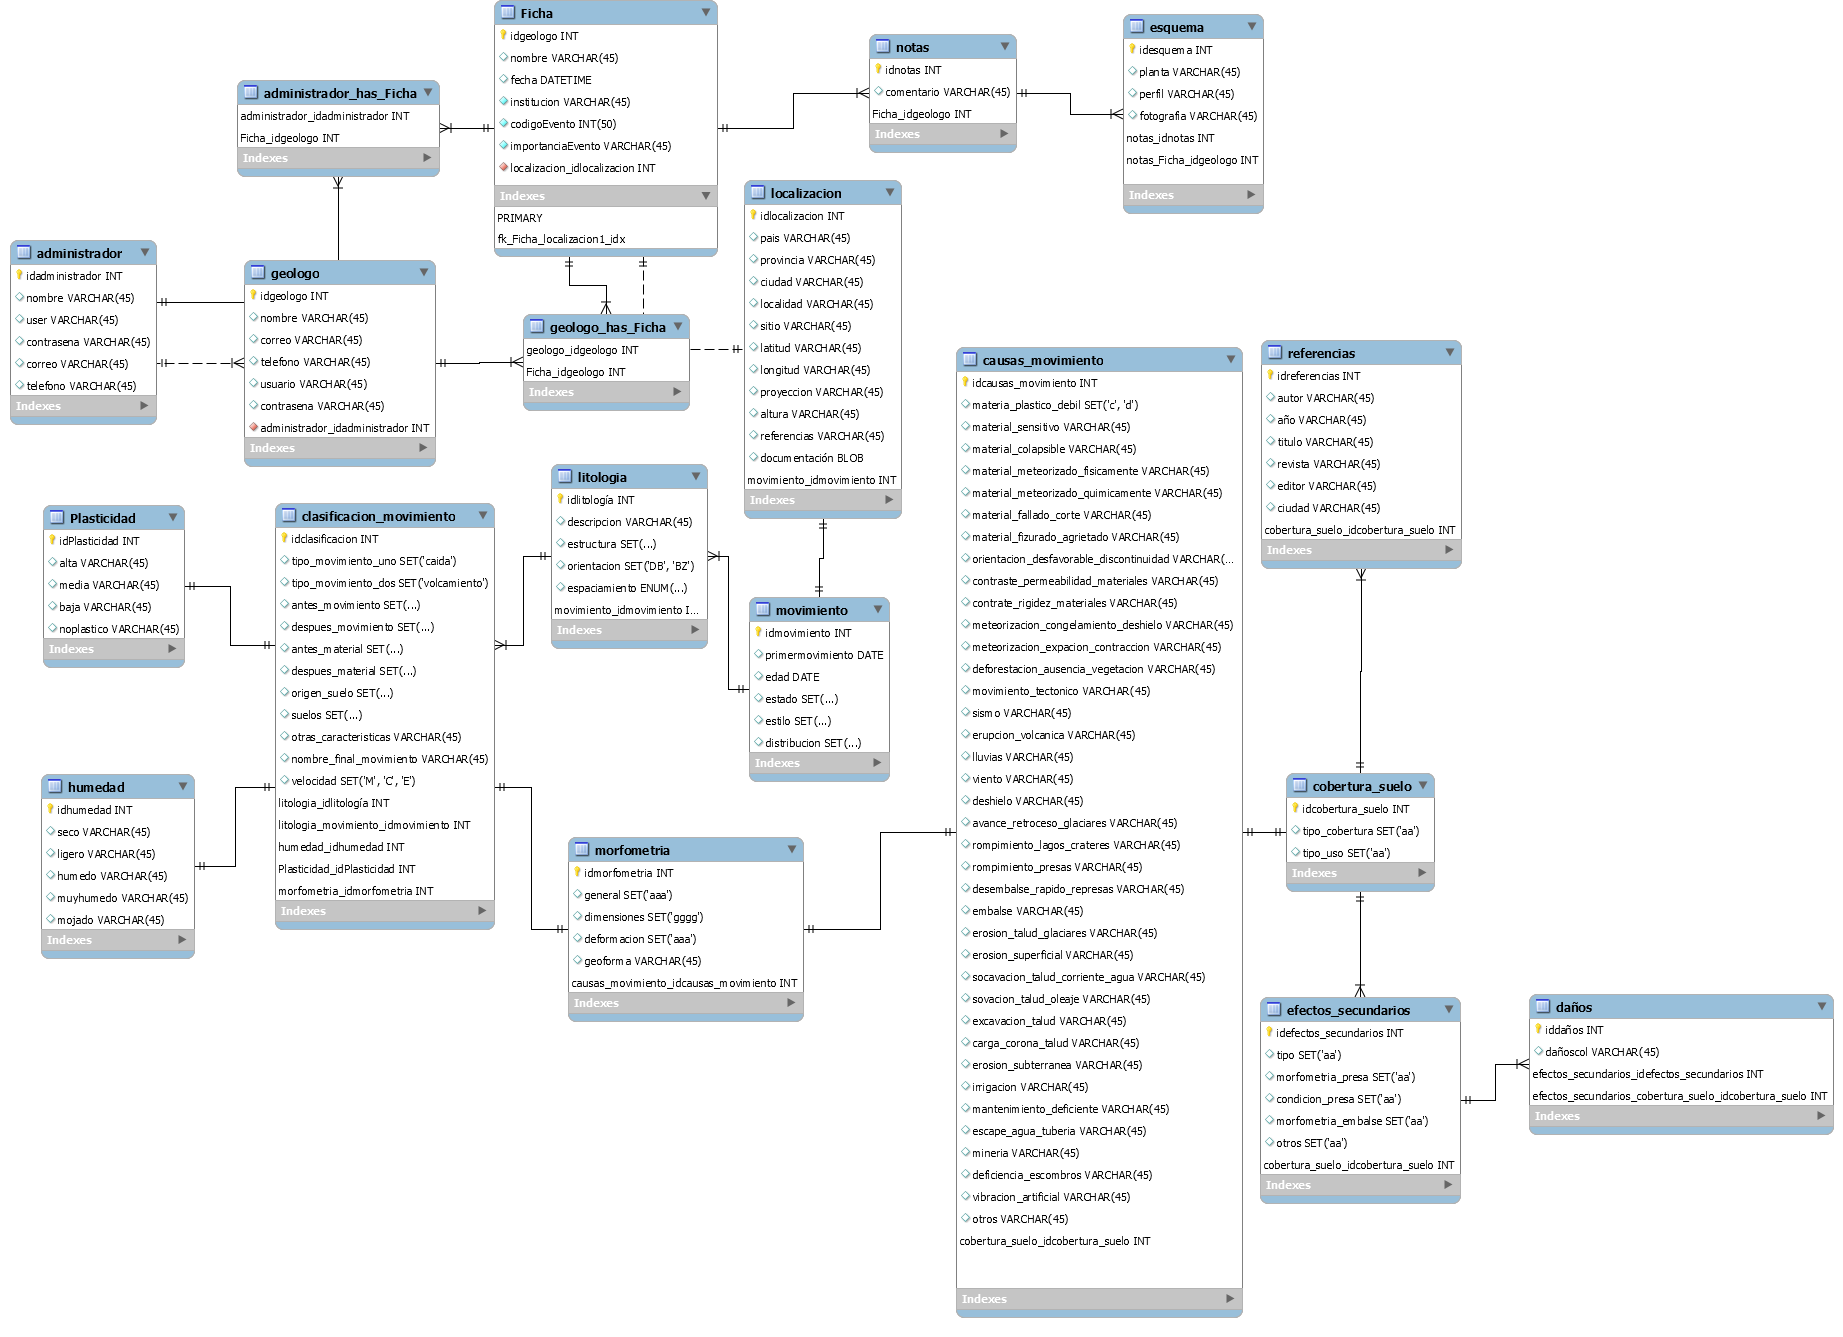 Ficha
idgeologo INT
nombre VARCHAR(45)
fecha DATETIME
institucion VARCHAR(45)
codigoEvento INT(50)
importanciaEvento VARCHAR(45)
localizacion_idlocalizacion INT
Indexes
PRIMARY
fk_Ficha_localizacion1_idx
notas
idnotas INT
comentario VARCHAR(45)
Ficha_idgeologo INT
Indexes
esquema
idesquema INT
planta VARCHAR(45)
perfil VARCHAR(45)
fotografia VARCHAR(45)
notas_idnotas INT
notas_Ficha_idgeologo INT
Indexes
administrador_has_Ficha
administrador_idadministrador INT
Ficha_idgeologo INT
Indexes
administrador
idadministrador INT
nombre VARCHAR(45)
user VARCHAR(45)
contrasena VARCHAR(45)
correo VARCHAR(45)
telefono VARCHAR(45)
Indexes
geologo
idgeologo INT
nombre VARCHAR(45)
correo VARCHAR(45)
telefono VARCHAR(45)
usuario VARCHAR(45)
contrasena VARCHAR(45)
administrador_idadministrador INT
Indexes
geologo_has_Ficha
geologo_idgeologo INT
Ficha_idgeologo INT
Indexes
localizacion
idlocalizacion INT
pais VARCHAR(45)
provincia VARCHAR(45)
ciudad VARCHAR(45)
localidad VARCHAR(45)
sitio VARCHAR(45)
latitud VARCHAR(45)
longitud VARCHAR(45)
proyeccion VARCHAR(45)
altura VARCHAR(45)
referencias VARCHAR(45)
documentación BLOB
movimiento_idmovimiento INT
Indexes
causas_movimiento
idcausas_movimiento INT
materia_plastico_debil SET('c', 'd')
material_sensitivo VARCHAR(45)
material_colapsible VARCHAR(45)
material_meteorizado_fisicamente VARCHAR(45)
material_meteorizado_quimicamente VARCHAR(45)
material_fallado_corte VARCHAR(45)
material_fizurado_agrietado VARCHAR(45)
orientacion_desfavorable_discontinuidad VARCHAR(...
contraste_permeabilidad_materiales VARCHAR(45)
contrate_rigidez_materiales VARCHAR(45)
meteorizacion_congelamiento_deshielo VARCHAR(45)
meteorizacion_expacion_contraccion VARCHAR(45)
deforestacion_ausencia_vegetacion VARCHAR(45)
movimiento_tectonico VARCHAR(45)
sismo VARCHAR(45)
erupcion_volcanica VARCHAR(45)
lluvias VARCHAR(45)
viento VARCHAR(45)
deshielo VARCHAR(45)
avance_retroceso_glaciares VARCHAR(45)
rompimiento_lagos_crateres VARCHAR(45)
rompimiento_presas VARCHAR(45)
desembalse_rapido_represas VARCHAR(45)
embalse VARCHAR(45)
erosion_talud_glaciares VARCHAR(45)
erosion_superficial VARCHAR(45)
socavacion_talud_corriente_agua VARCHAR(45)
sovacion_talud_oleaje VARCHAR(45)
excavacion_talud VARCHAR(45)
carga_corona_talud VARCHAR(45)
erosion_subterranea VARCHAR(45)
irrigacion VARCHAR(45)
mantenimiento_deficiente VARCHAR(45)
escape_agua_tuberia VARCHAR(45)
mineria VARCHAR(45)
deficiencia_escombros VARCHAR(45)
vibracion_artificial VARCHAR(45)
otros VARCHAR(45)
cobertura_suelo_idcobertura_suelo INT
Indexes
referencias
idreferencias INT
autor VARCHAR(45)
año VARCHAR(45)
titulo VARCHAR(45)
revista VARCHAR(45)
editor VARCHAR(45)
ciudad VARCHAR(45)
cobertura_suelo_idcobertura_suelo INT
Indexes
Plasticidad
idPlasticidad INT
alta VARCHAR(45)
media VARCHAR(45)
baja VARCHAR(45)
noplastico VARCHAR(45)
Indexes
clasificacion_movimiento
idclasificacion INT
tipo_movimiento_uno SET('caida')
tipo_movimiento_dos SET('volcamiento')
antes_movimiento SET(...)
despues_movimiento SET(...)
antes_material SET(...)
despues_material SET(...)
origen_suelo SET(...)
suelos SET(...)
otras_caracteristicas VARCHAR(45)
nombre_final_movimiento VARCHAR(45)
velocidad SET('M', 'C', 'E')
litologia_idlitología INT
litologia_movimiento_idmovimiento INT
humedad_idhumedad INT
Plasticidad_idPlasticidad INT
morfometria_idmorfometria INT
Indexes
litologia
idlitología INT
descripcion VARCHAR(45)
estructura SET(...)
orientacion SET('DB', 'BZ')
espaciamiento ENUM(...)
movimiento_idmovimiento I...
Indexes
movimiento
idmovimiento INT
primermovimiento DATE
edad DATE
estado SET(...)
estilo SET(...)
distribucion SET(...)
Indexes
humedad
idhumedad INT
seco VARCHAR(45)
ligero VARCHAR(45)
humedo VARCHAR(45)
muyhumedo VARCHAR(45)
mojado VARCHAR(45)
Indexes
morfometria
idmorfometria INT
general SET('aaa')
dimensiones SET('gggg')
deformacion SET('aaa')
geoforma VARCHAR(45)
causas_movimiento_idcausas_movimiento INT
Indexes
cobertura_suelo
idcobertura_suelo INT
tipo_cobertura SET('aa')
tipo_uso SET('aa')
Indexes
efectos_secundarios
idefectos_secundarios INT
tipo SET('aa')
morfometria_presa SET('aa')
condicion_presa SET('aa')
morfometria_embalse SET('aa')
otros SET('aa')
cobertura_suelo_idcobertura_suelo INT
Indexes
daños
iddaños INT
dañoscol VARCHAR(45)
efectos_secundarios_idefectos_secundarios INT
efectos_secundarios_cobertura_suelo_idcobertura_suelo INT
Indexes